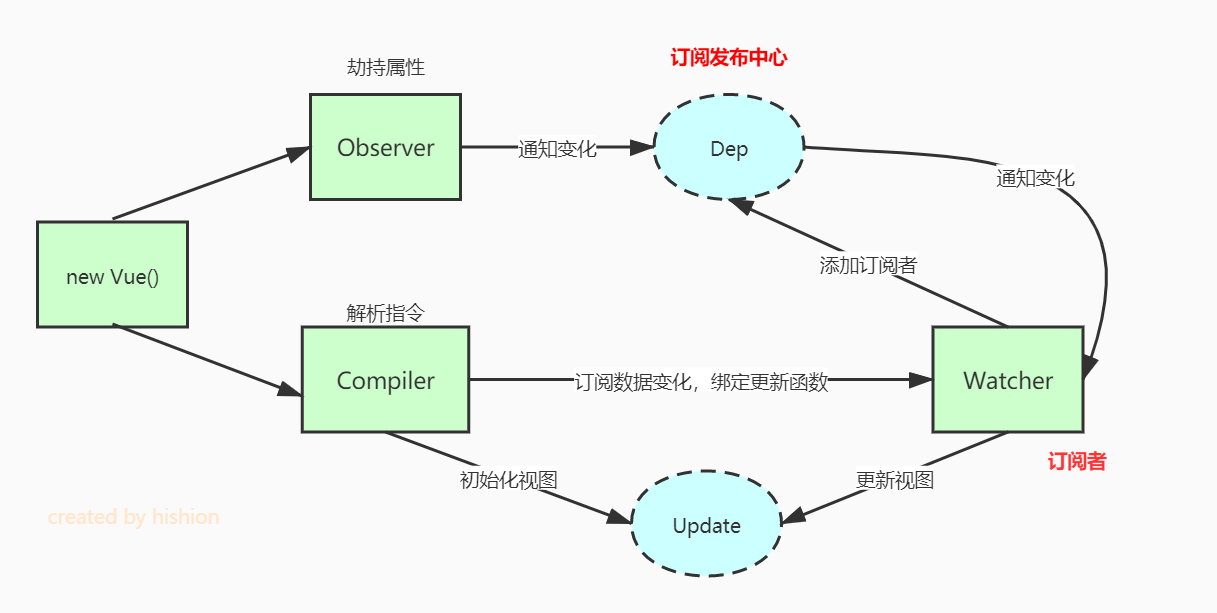 订阅发布中心
劫持属性
Observer
通知变化
Dep
通知变化
new Vue()
添加订阅者
解析指令
Compiler
订阅数据变化，绑定更新函数
Watcher
订阅者
初始化视图
更新视图
Update
created by hishion